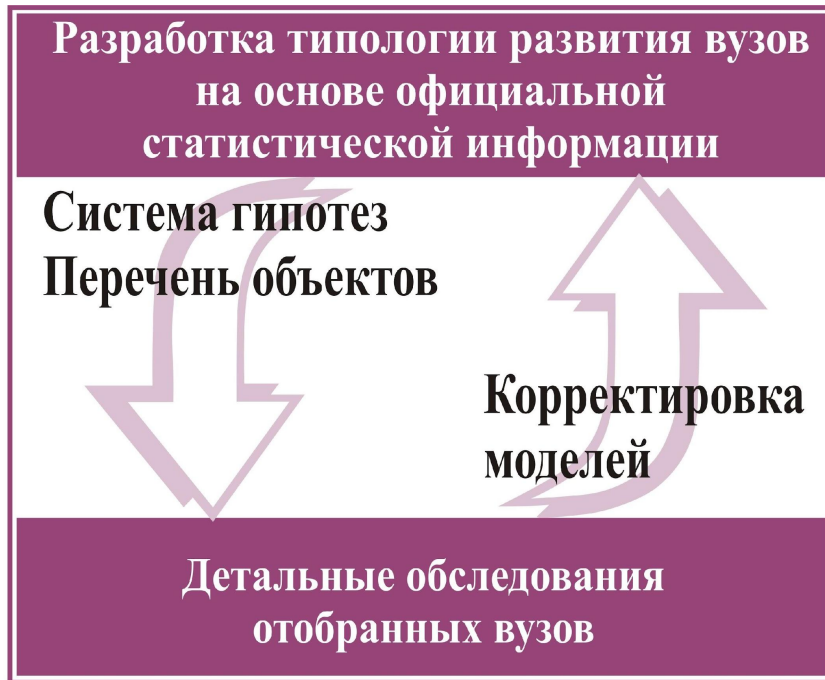 Разработка типологии развития вузов
на основе официальной
статистической информации
Система гипотез
Перечень объектов
Корректировка
моделей
Детальные обследования
отобранных вузов